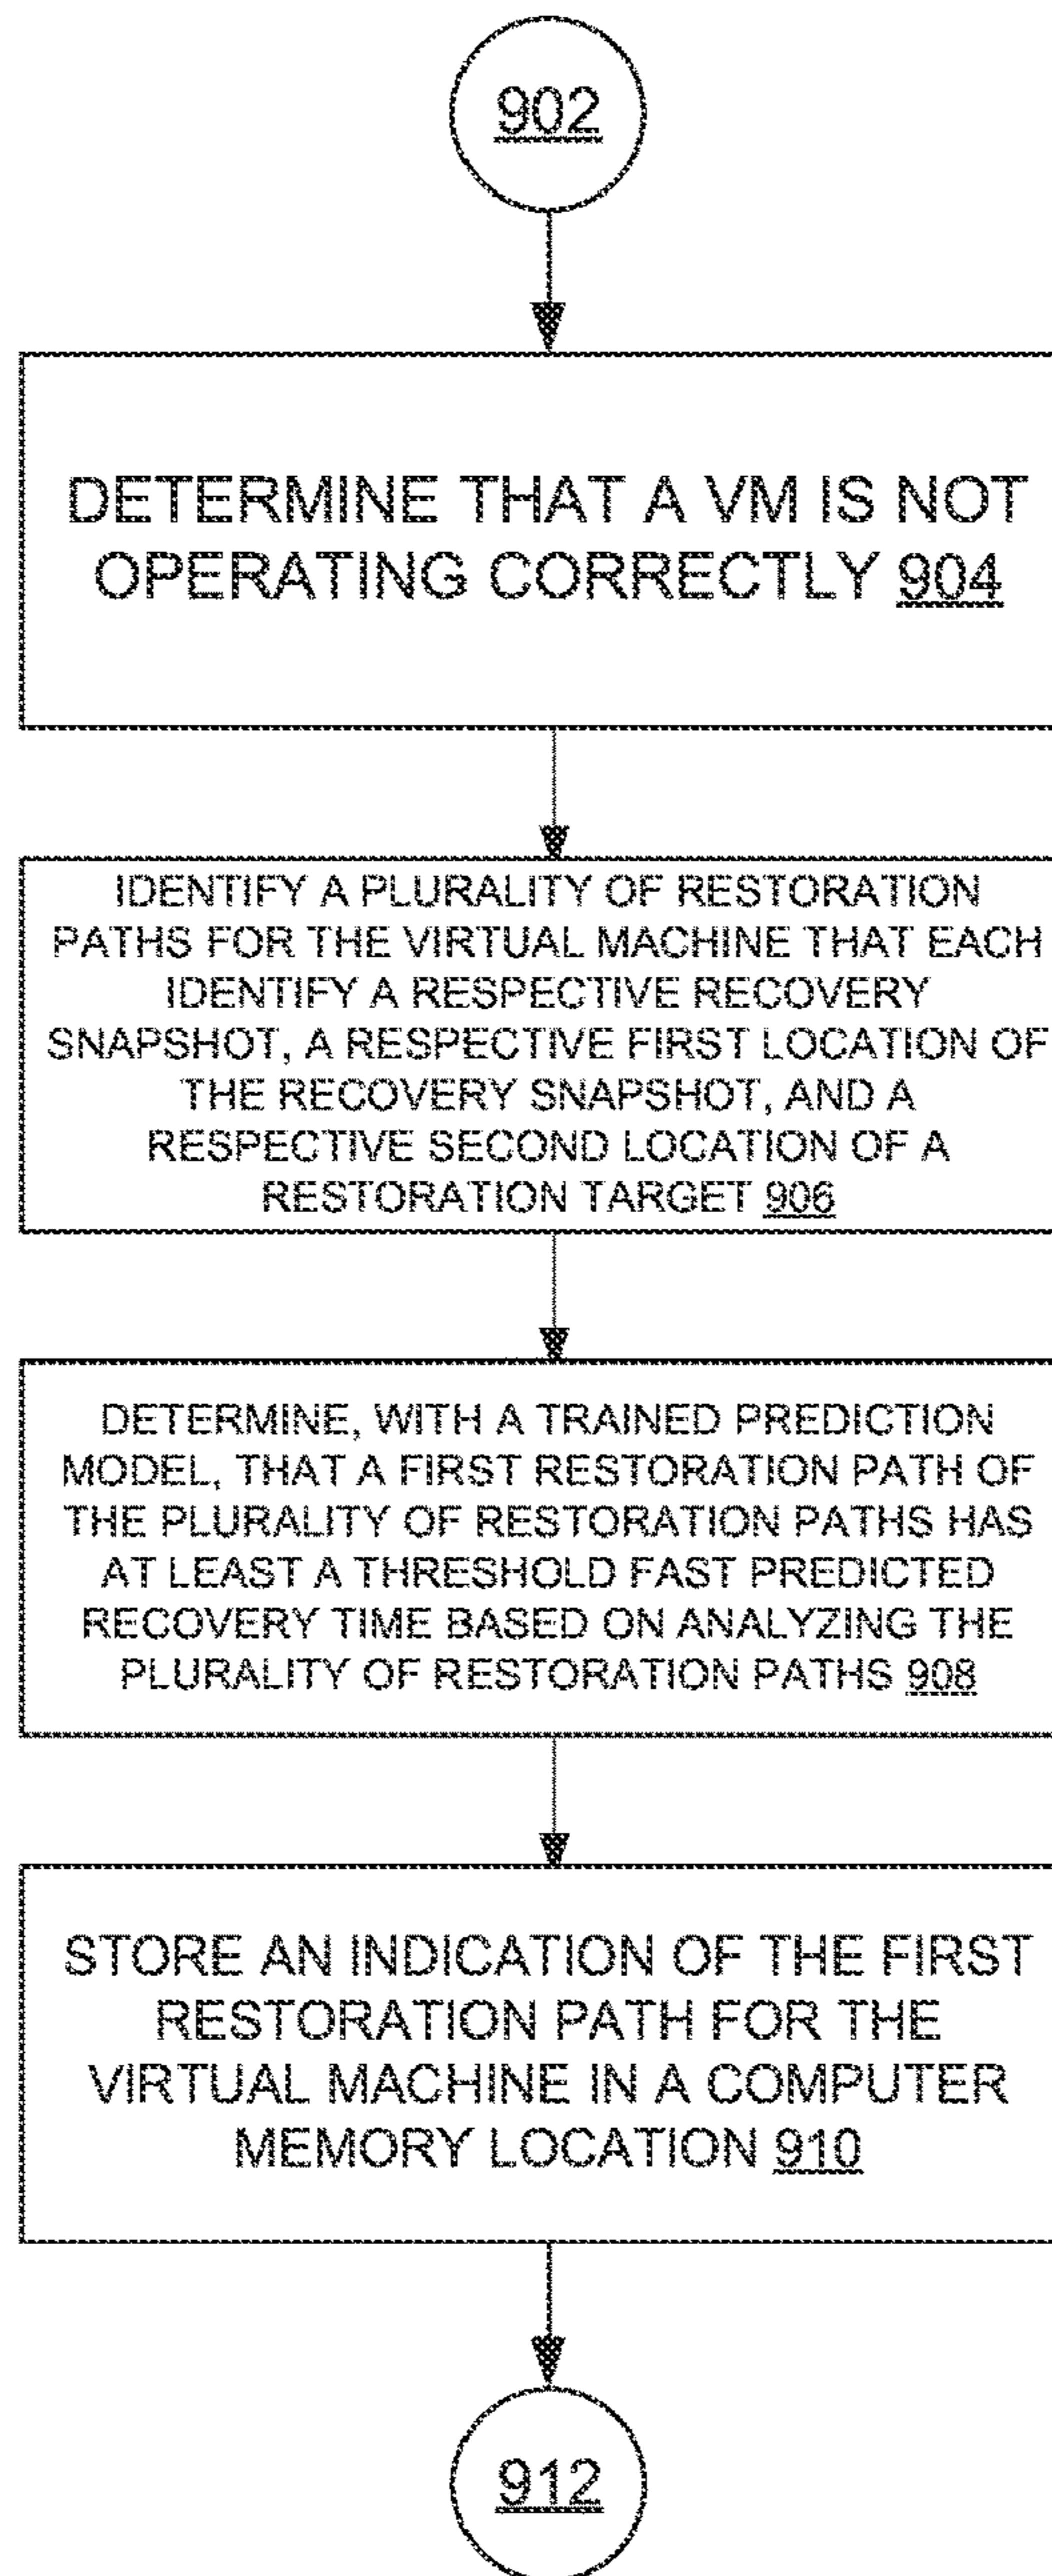 902
DETERMINE THAT A VM IS NOT
OPERATING CORRECTLY 904
IDENTIFY A PLURALITY OF RESTORATION
PATHS FOR THE VIRTUAL MACHINE THAT EACH
IDENTIFY A RESPECTIVE RECOVERY
SNAPSHOT, A RESPECTIVE FIRST LOCATION OF
THE RECOVERY SNAPSHOT, AND A
RESPECTIVE SECOND LOCATION OF A
RESTORATION TARGET 906
DETERMINE, WITH A TRAINED PREDICTION
MODEL, THAT A FIRST RESTORATION PATH OF
THE PLURALITY OF RESTORATION PATHS HAS
AT LEAST A THRESHOLD FAST PREDICTED
RECOVERY TIME BASED ON ANALYZING THE
PLURALITY OF RESTORATION PATHS 908
STORE AN INDICATION OF THE FIRST
RESTORATION PATH FOR THE
VIRTUAL MACHINE IN A COMPUTER
MEMORY LOCATION 910
912